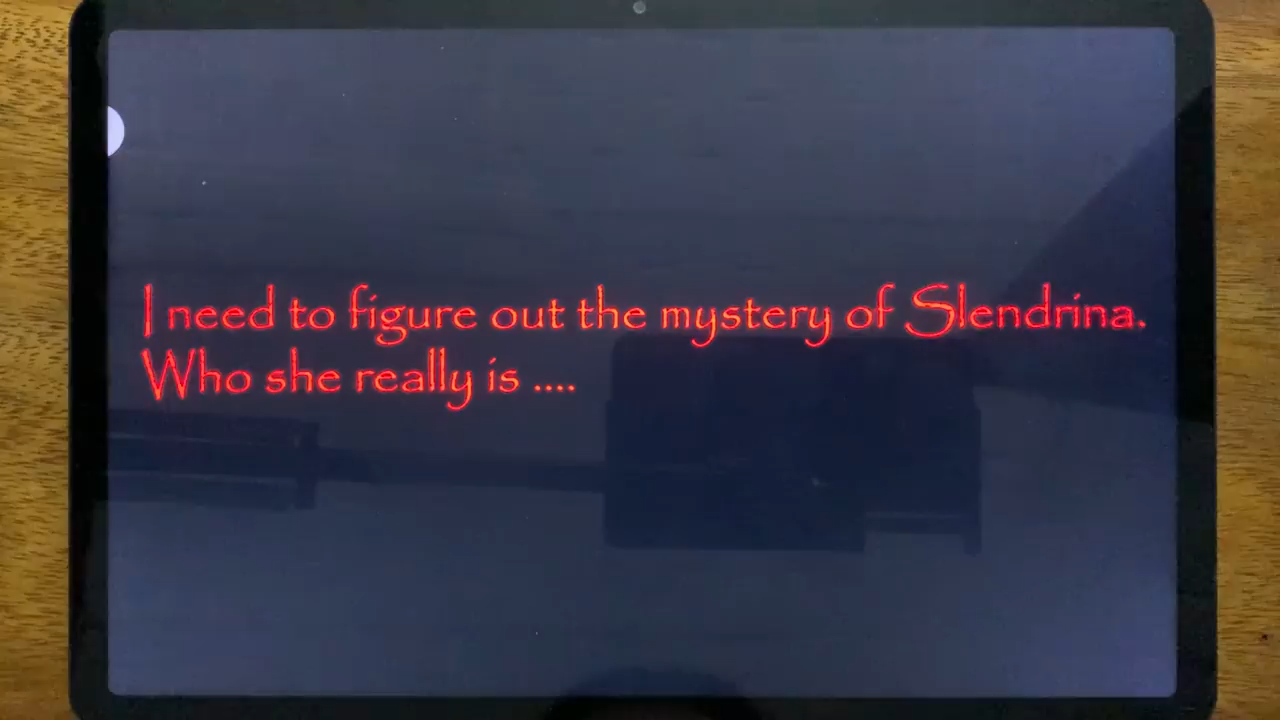 I need to figure out the mystery of Slendrina.
Who she really is ....